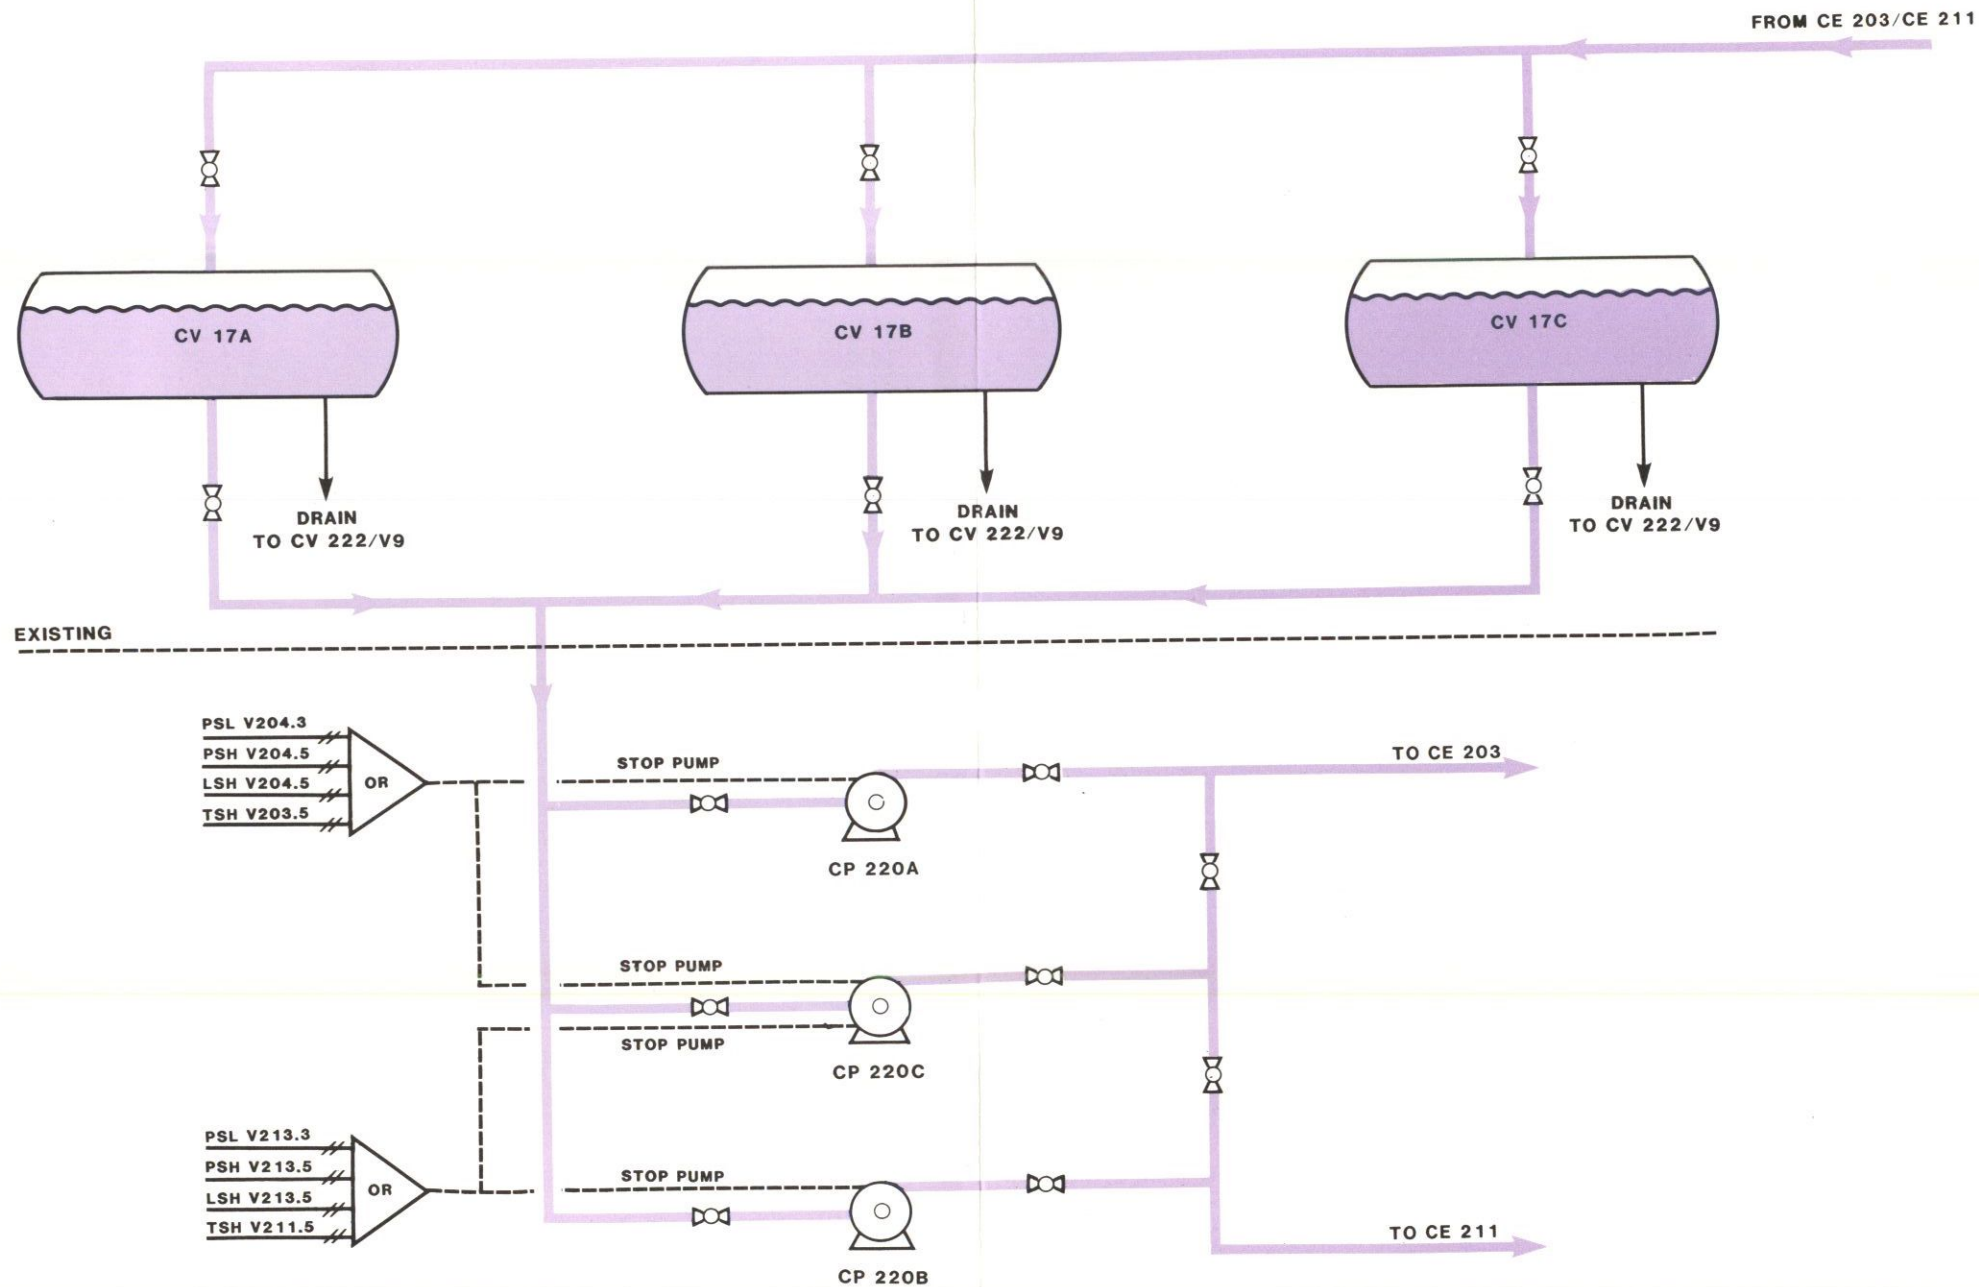 FROM CE 203/CE 211
CV 17A
CV 17B
CV 17C
DRAIN
TO CV 222/V9
DRAIN
TO CV 222/V9
DRAIN
TO CV 222/V9
EXISTING
PSL V204.3
PSH V204.5
LSH V204.5
TSH V203.5
OR
STOP PUMP
TO CE 203
CP 220A
STOP PUMP
STOP PUMP
CP 220C
PSL V213.3
PSH V213.5
LSH V213.5
TSH V211.5
OR
STOP PUMP
TO CE 211
CP 220B